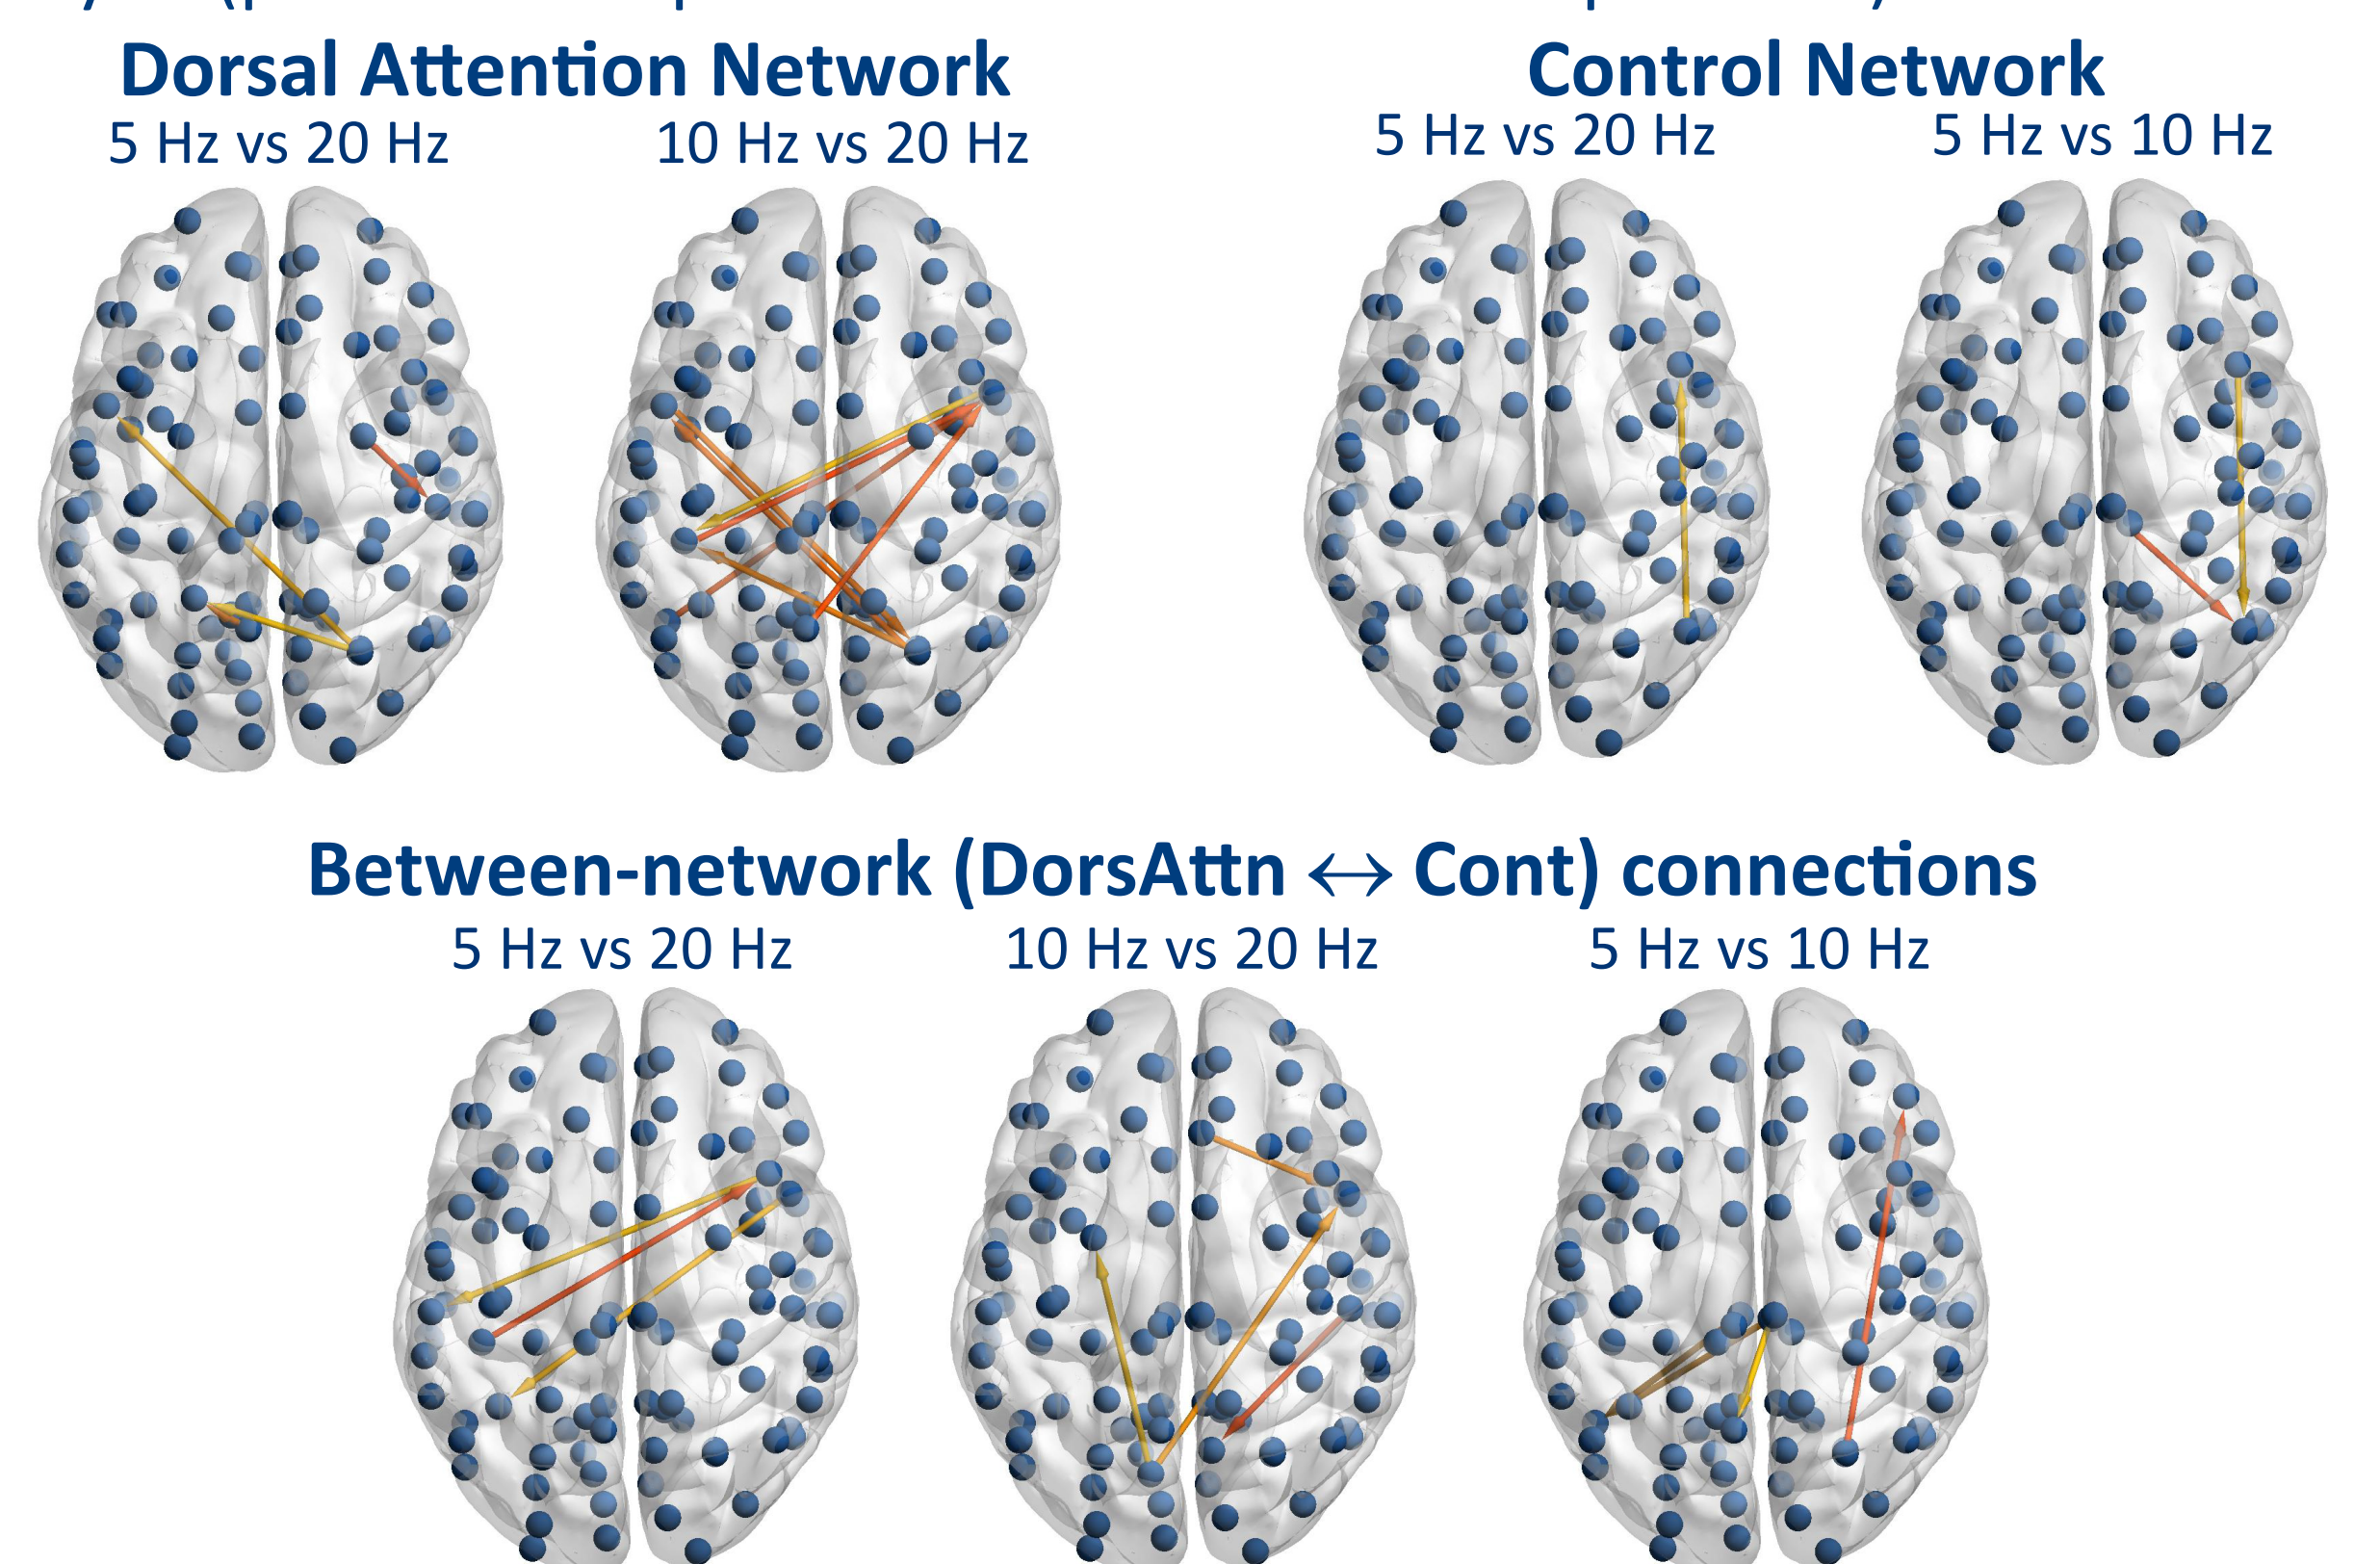 Dorsal Attention Network
5 Hz vs 20 Hz
10 Hz vs 20 Hz
Control Network
5 Hz vs 20 Hz
5 Hz vs 10 Hz
Between-network (DorsAttn ↔ Cont) connections
5 Hz vs 20 Hz
10 Hz vs 20 Hz
5 Hz vs 10 Hz